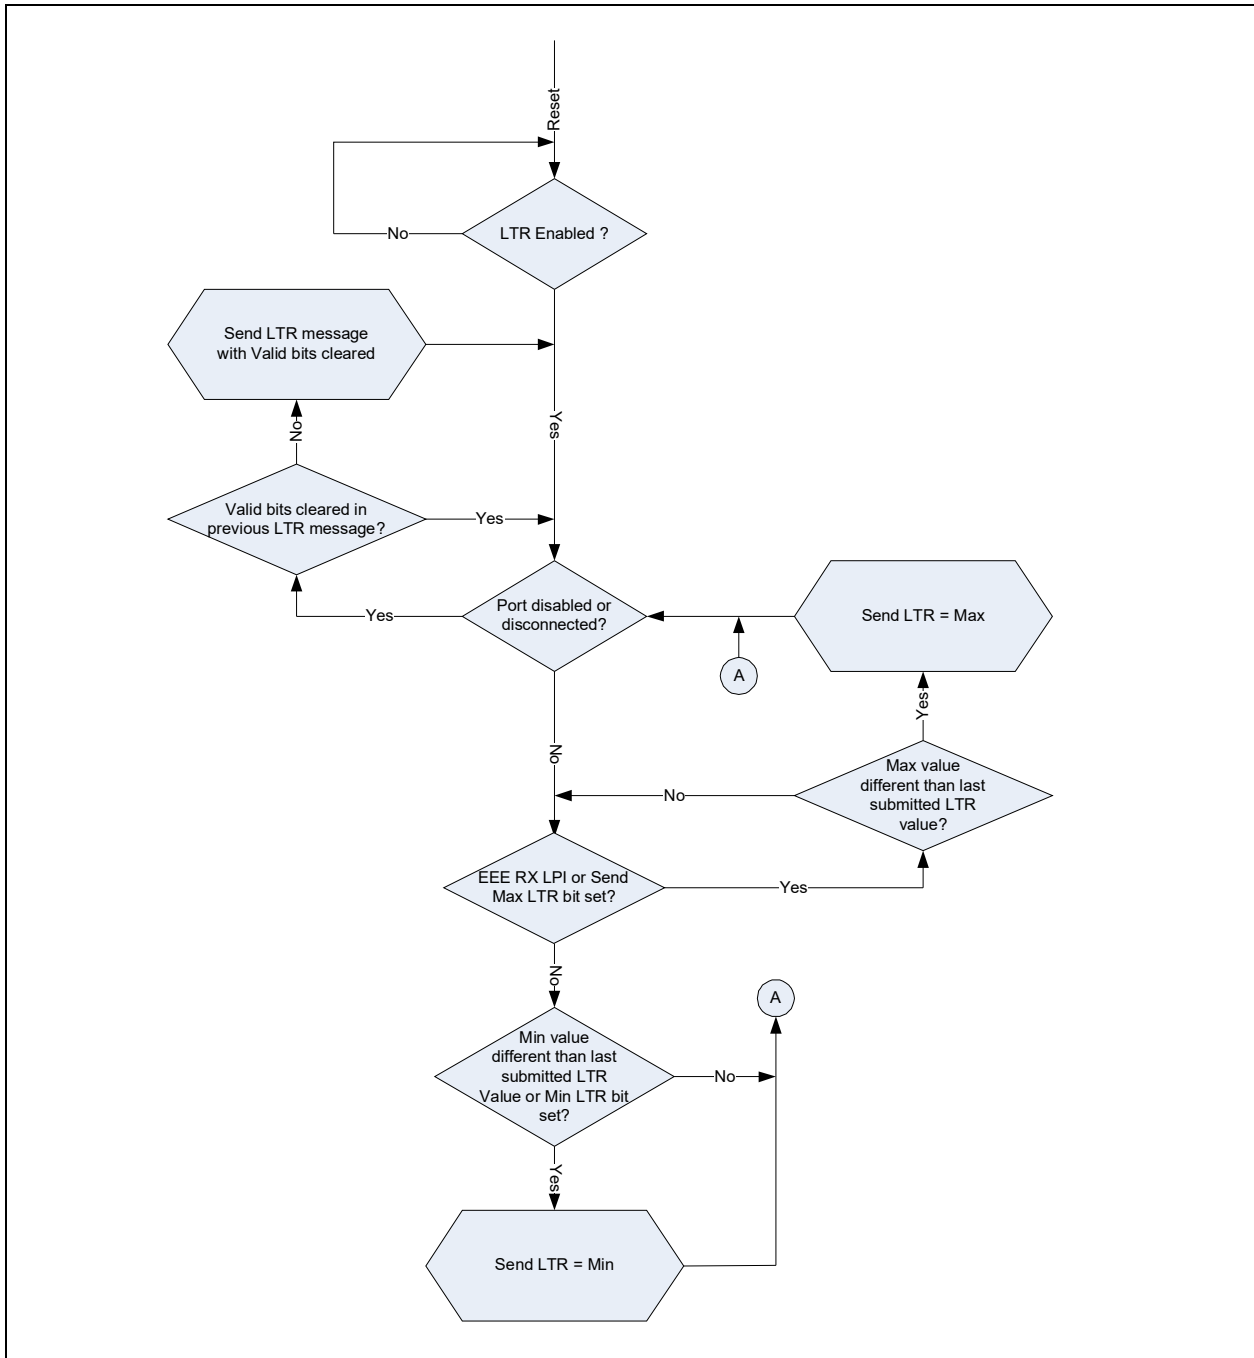 Reset
LTR Enabled ?
No
Send LTR message
with Valid bits cleared
Yes
No
Valid bits cleared in
previous LTR message?
Yes
Port disabled or
disconnected?
Yes
Send LTR = Max
A
No
Yes
Max value
different than last
submitted LTR
value?
No
EEE RX LPI or Send
Max LTR bit set?
Yes
No
A
Min value
different than last
submitted LTR
Value or Min LTR bit
set?
No
Yes
Send LTR = Min